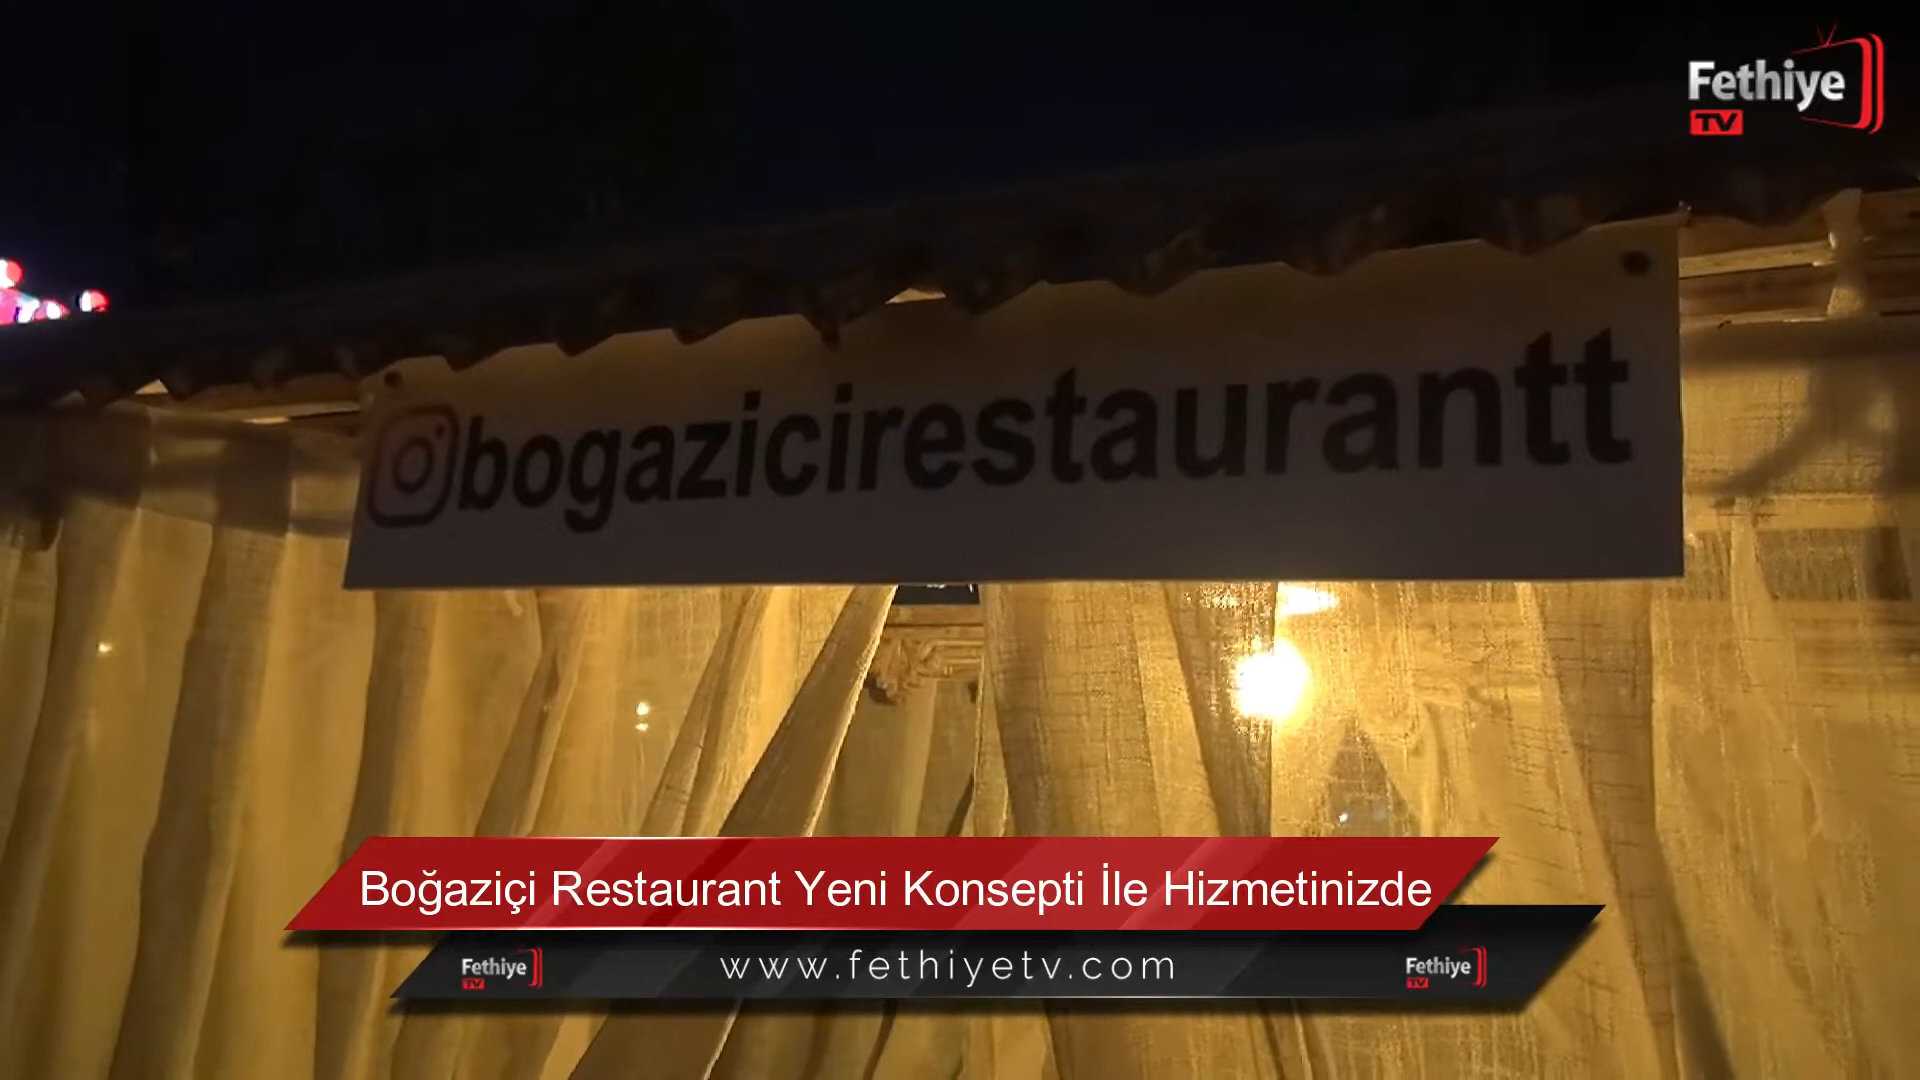 Fethiye
TV
bogazicirestaurantt
Boğaziçi Restaurant Yeni Konsepti İle Hizmetinizde
Fethiye
TV
www.fethiyetv.com
Fethiye
TV